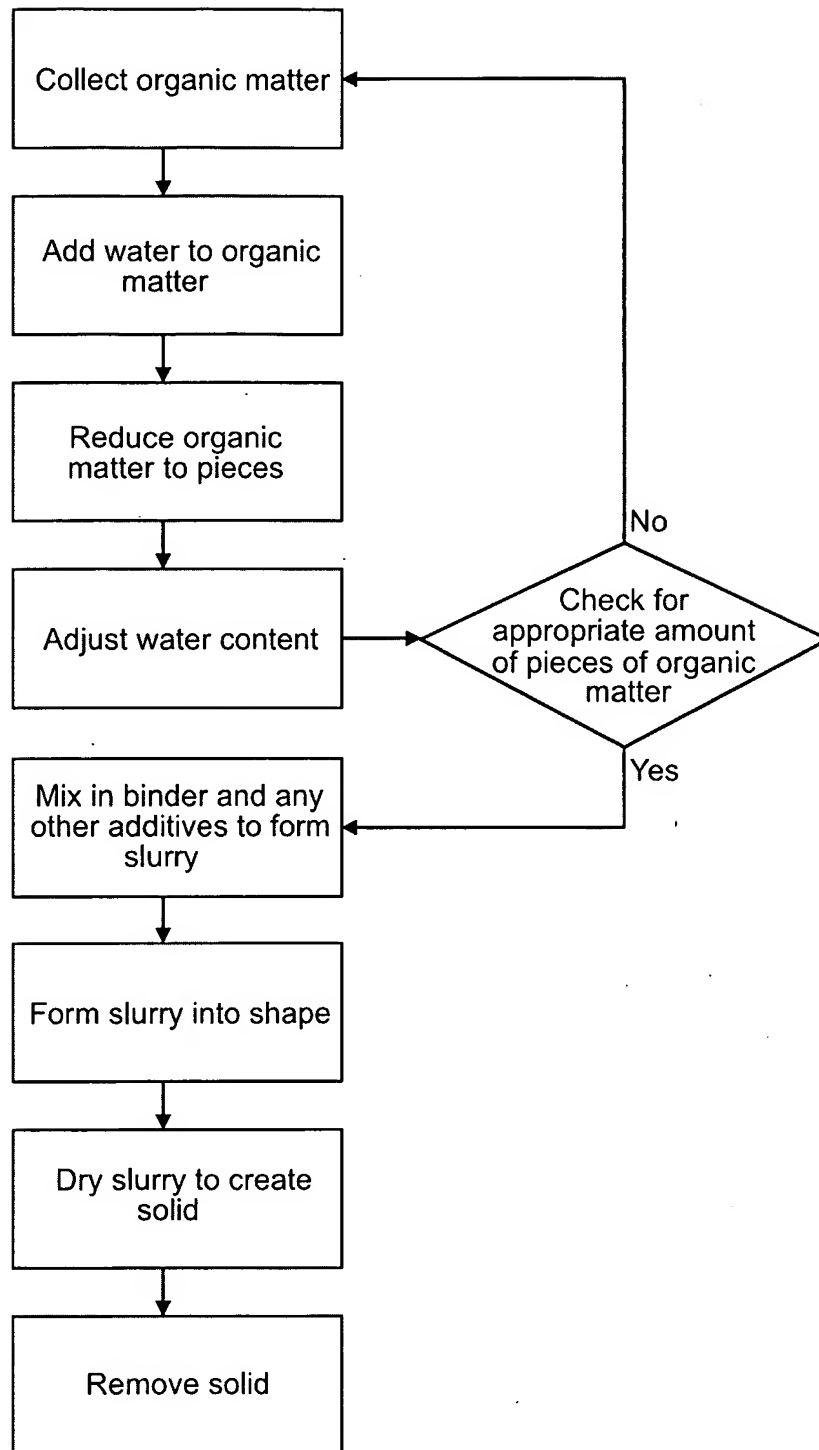 Collect organic matter
Add water to organic
matter
Reduce organic
matter to pieces
Adjust water content
No
Check for
appropriate amount
of pieces of organic
matter
Yes
Mix in binder and any
other additives to form
slurry
Form slurry into shape
Dry slurry to create
solid
Remove solid